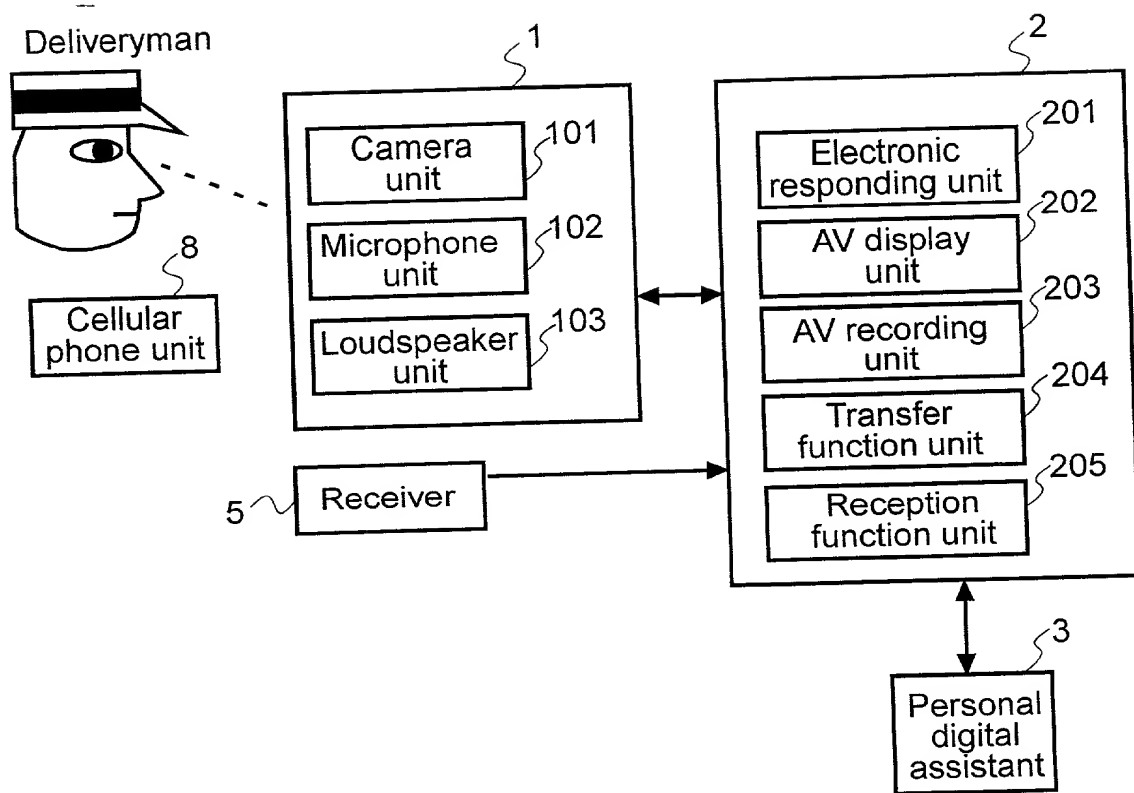 Deliveryman
8
Cellular
phone unit
1
Camera
unit
101
Microphone
unit
102
Loudspeaker
unit
103
5
Receiver
2
Electronic
responding unit
201
AV display
unit
202
AV recording
unit
203
Transfer
function unit
204
Reception
function unit
205
3
Personal
digital
assistant